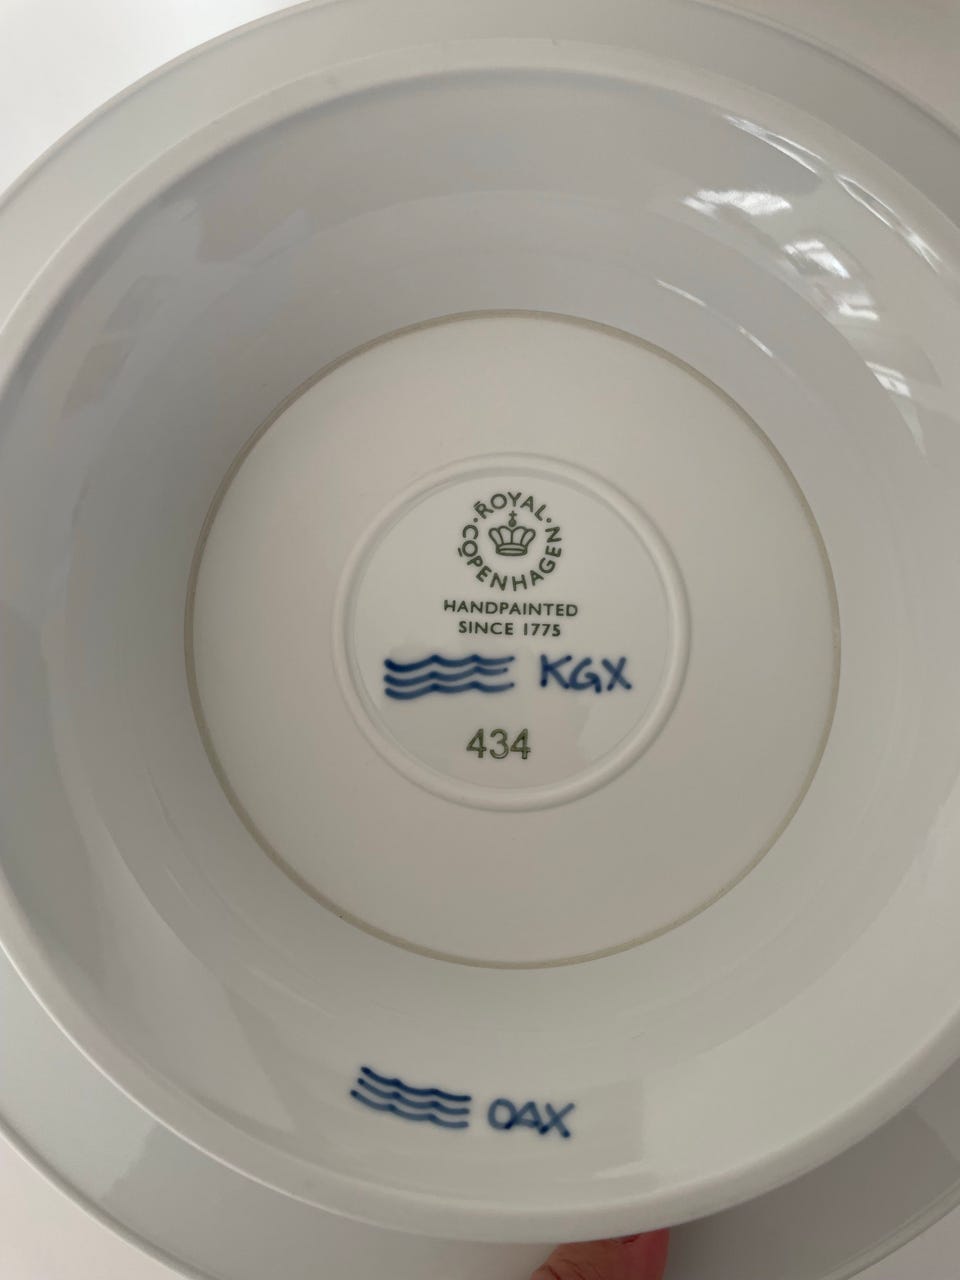 ROYAL COPENHAGEN
HANDPAINTED
SINCE 1775
KGX
434
OAX